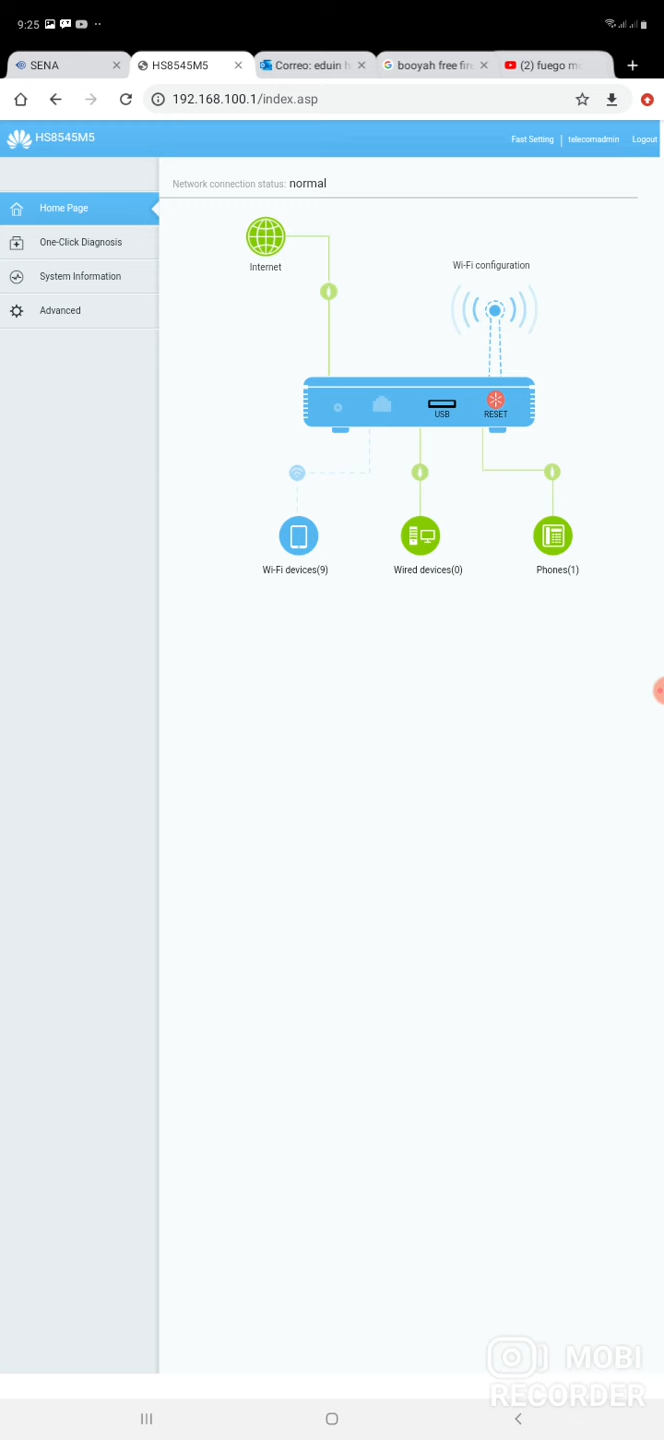 9:25
SENA
HS8545M5
Correo: eduin h
booyah free fire
(2) fuego m
192.168.100.1/index.asp
HS8545M5
Fast Setting | telecomadmin Logout
Network connection status: normal
Home Page
One-Click Diagnosis
System Information
Advanced
Internet
Wi-Fi configuration
USB
RESET
Wi-Fi devices(9)
Wired devices(0)
Phones(1)
MOBI
RECORDER